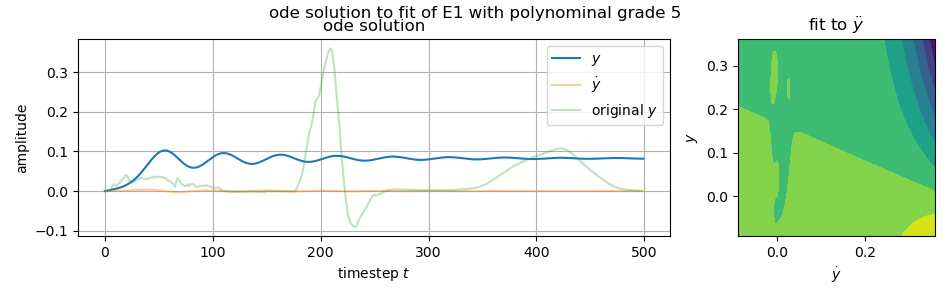 ode solution to fit of E1 with polynominal grade 5
ode solution
fit to ÿ
amplitude
0.3
0.2
0.1
0.0
−0.1
0
100
200
300
400
500
timestep t
y
ẏ
original y
y
0.3
0.2
0.1
0.0
0.0
0.2
ẏ